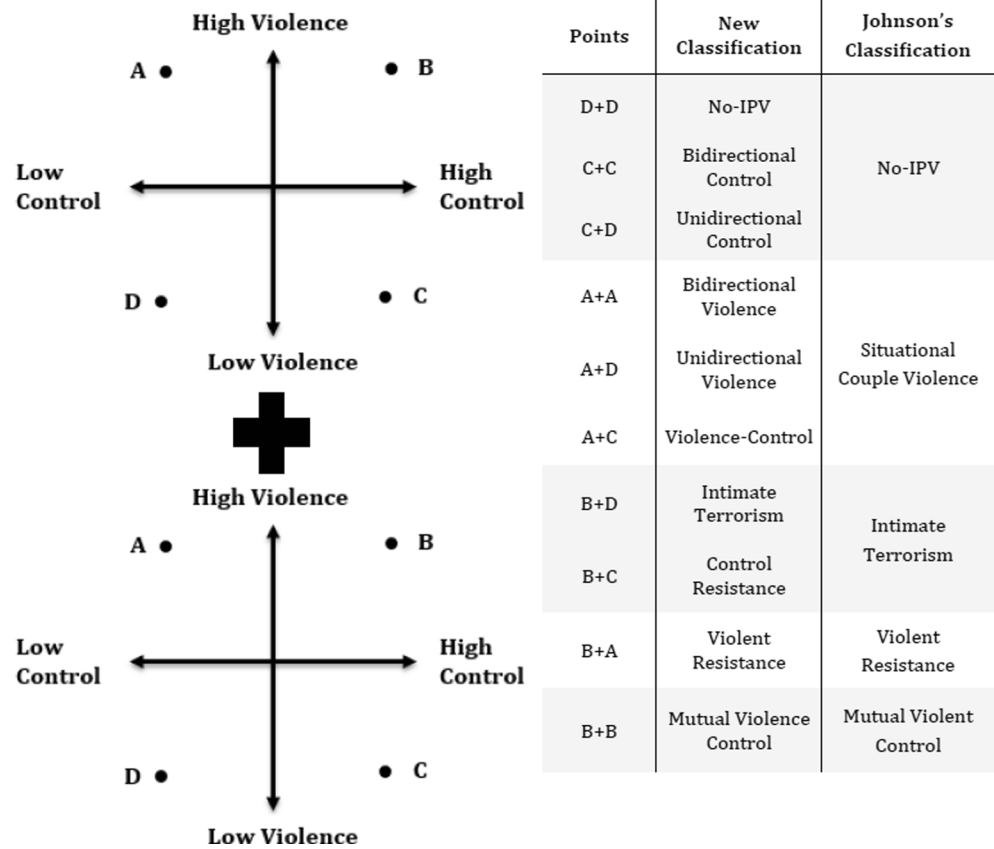 High Violence
A
B
Low
Control
High
Control
D
C
Low Violence
High Violence
A
B
Low
Control
High
Control
D
C
Low Violence
Points
New
Classification
Johnson’s
Classification
D+D
No-IPV
C+C
Bidirectional
Control
No-IPV
C+D
Unidirectional
Control
A+A
Bidirectional
Violence
A+D
Unidirectional
Violence
Situational
Couple Violence
A+C
Violence-Control
B+D
Intimate
Terrorism
Intimate
Terrorism
B+C
Control
Resistance
B+A
Violent
Resistance
Violent
Resistance
B+B
Mutual Violence
Control
Mutual Violent
Control